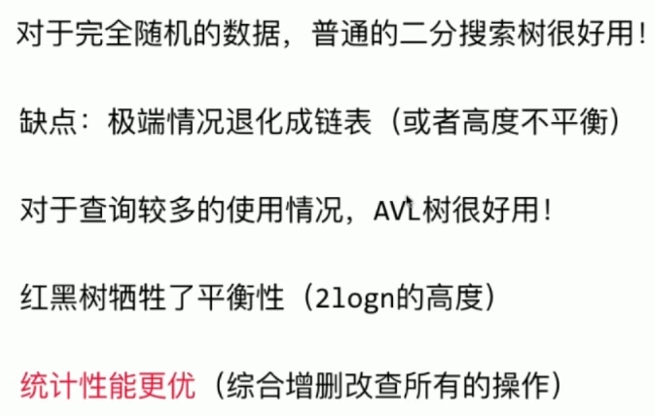 对于完全随机的数据，普通的二分搜索树很好用！
缺点：极端情况退化成链表（或者高度不平衡）
对于查询较多的使用情况，AVL树很好用！
红黑树牺牲了平衡性（2logn的高度）
统计性能更优（综合增删改查所有的操作）